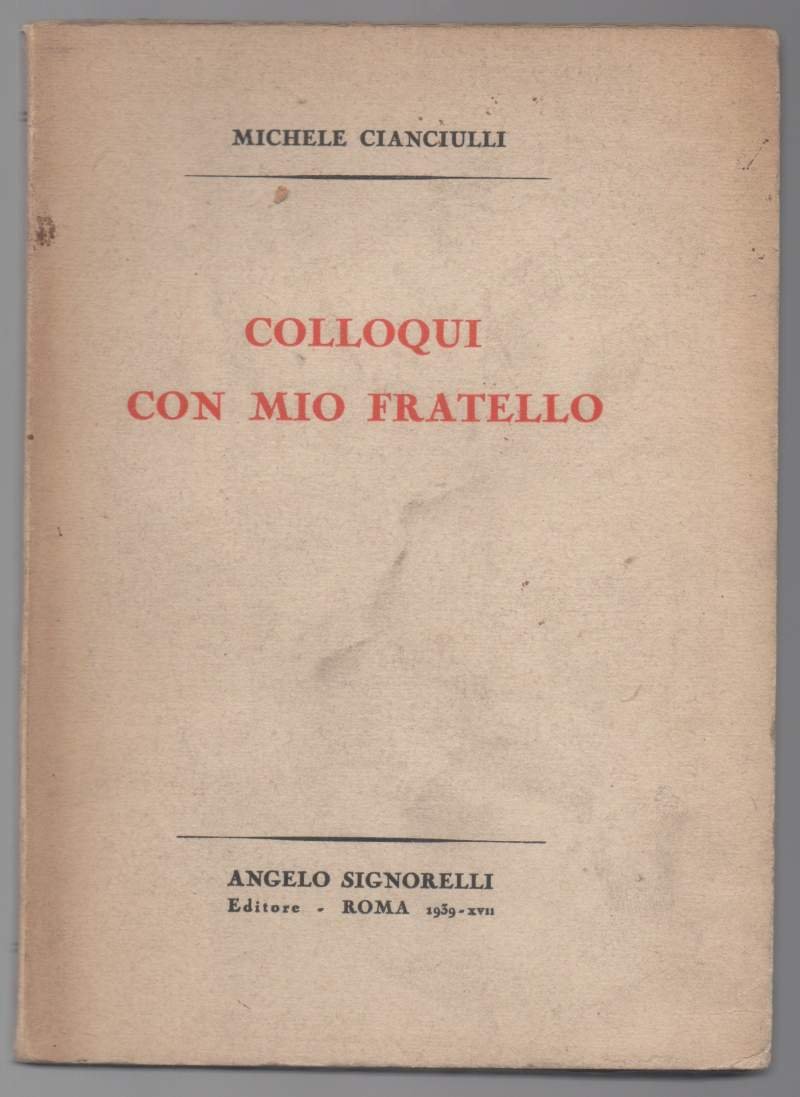 MICHELE CIANCIULLI
COLLOQUI
CON MIO FRATELLO
ANGELO SIGNORELLI
Editore - ROMA 1939-XVII